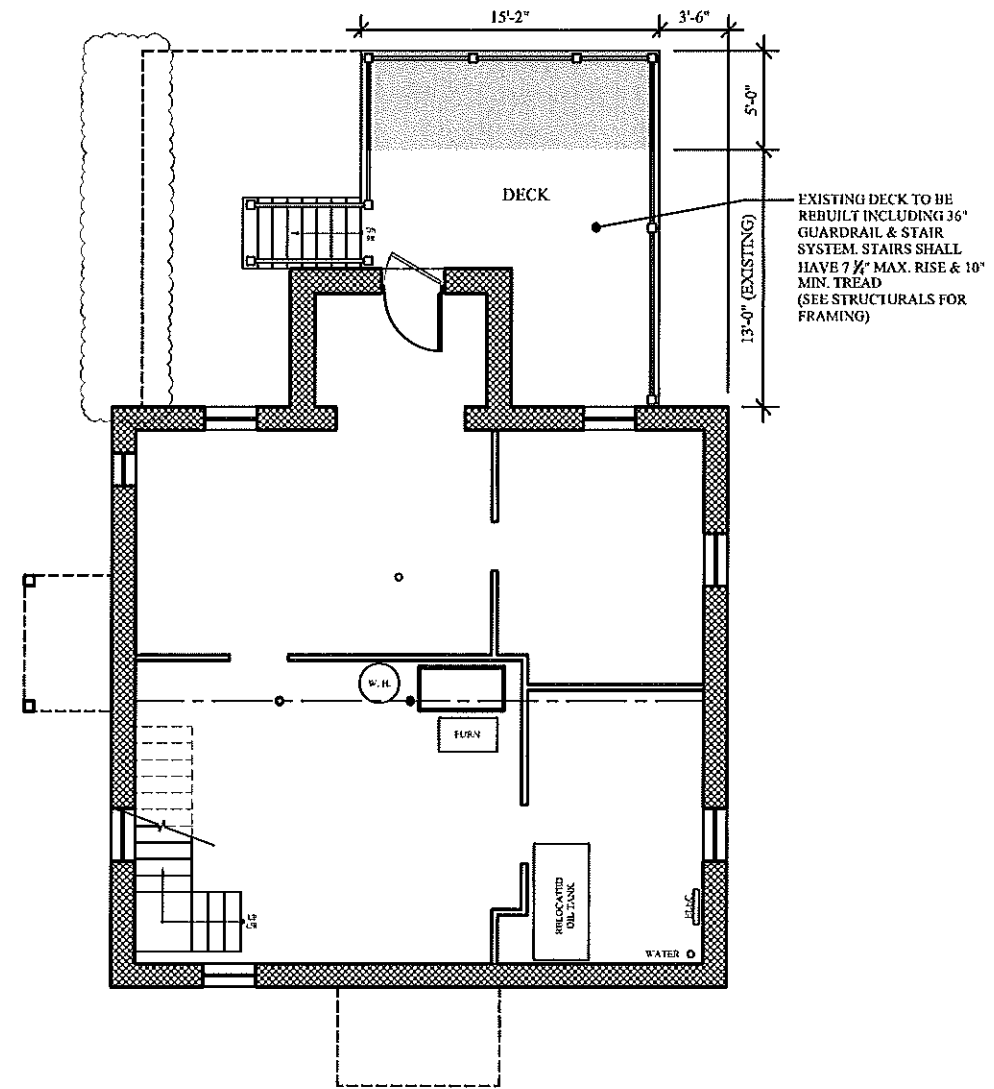 15'-2"
3'-6"
5'-0"
DECK
13'-0" (EXISTING)
EXISTING DECK TO BE
REBUILT INCLUDING 36"
GUARDRAIL & STAIR
SYSTEM. STAIRS SHALL
HAVE 7 ¾" MAX. RISE & 10"
MIN. TREAD
(SEE STRUCTURALS FOR
FRAMING)
W. H.
FURN
RELOCATED
OIL TANK
ELEC
WATER